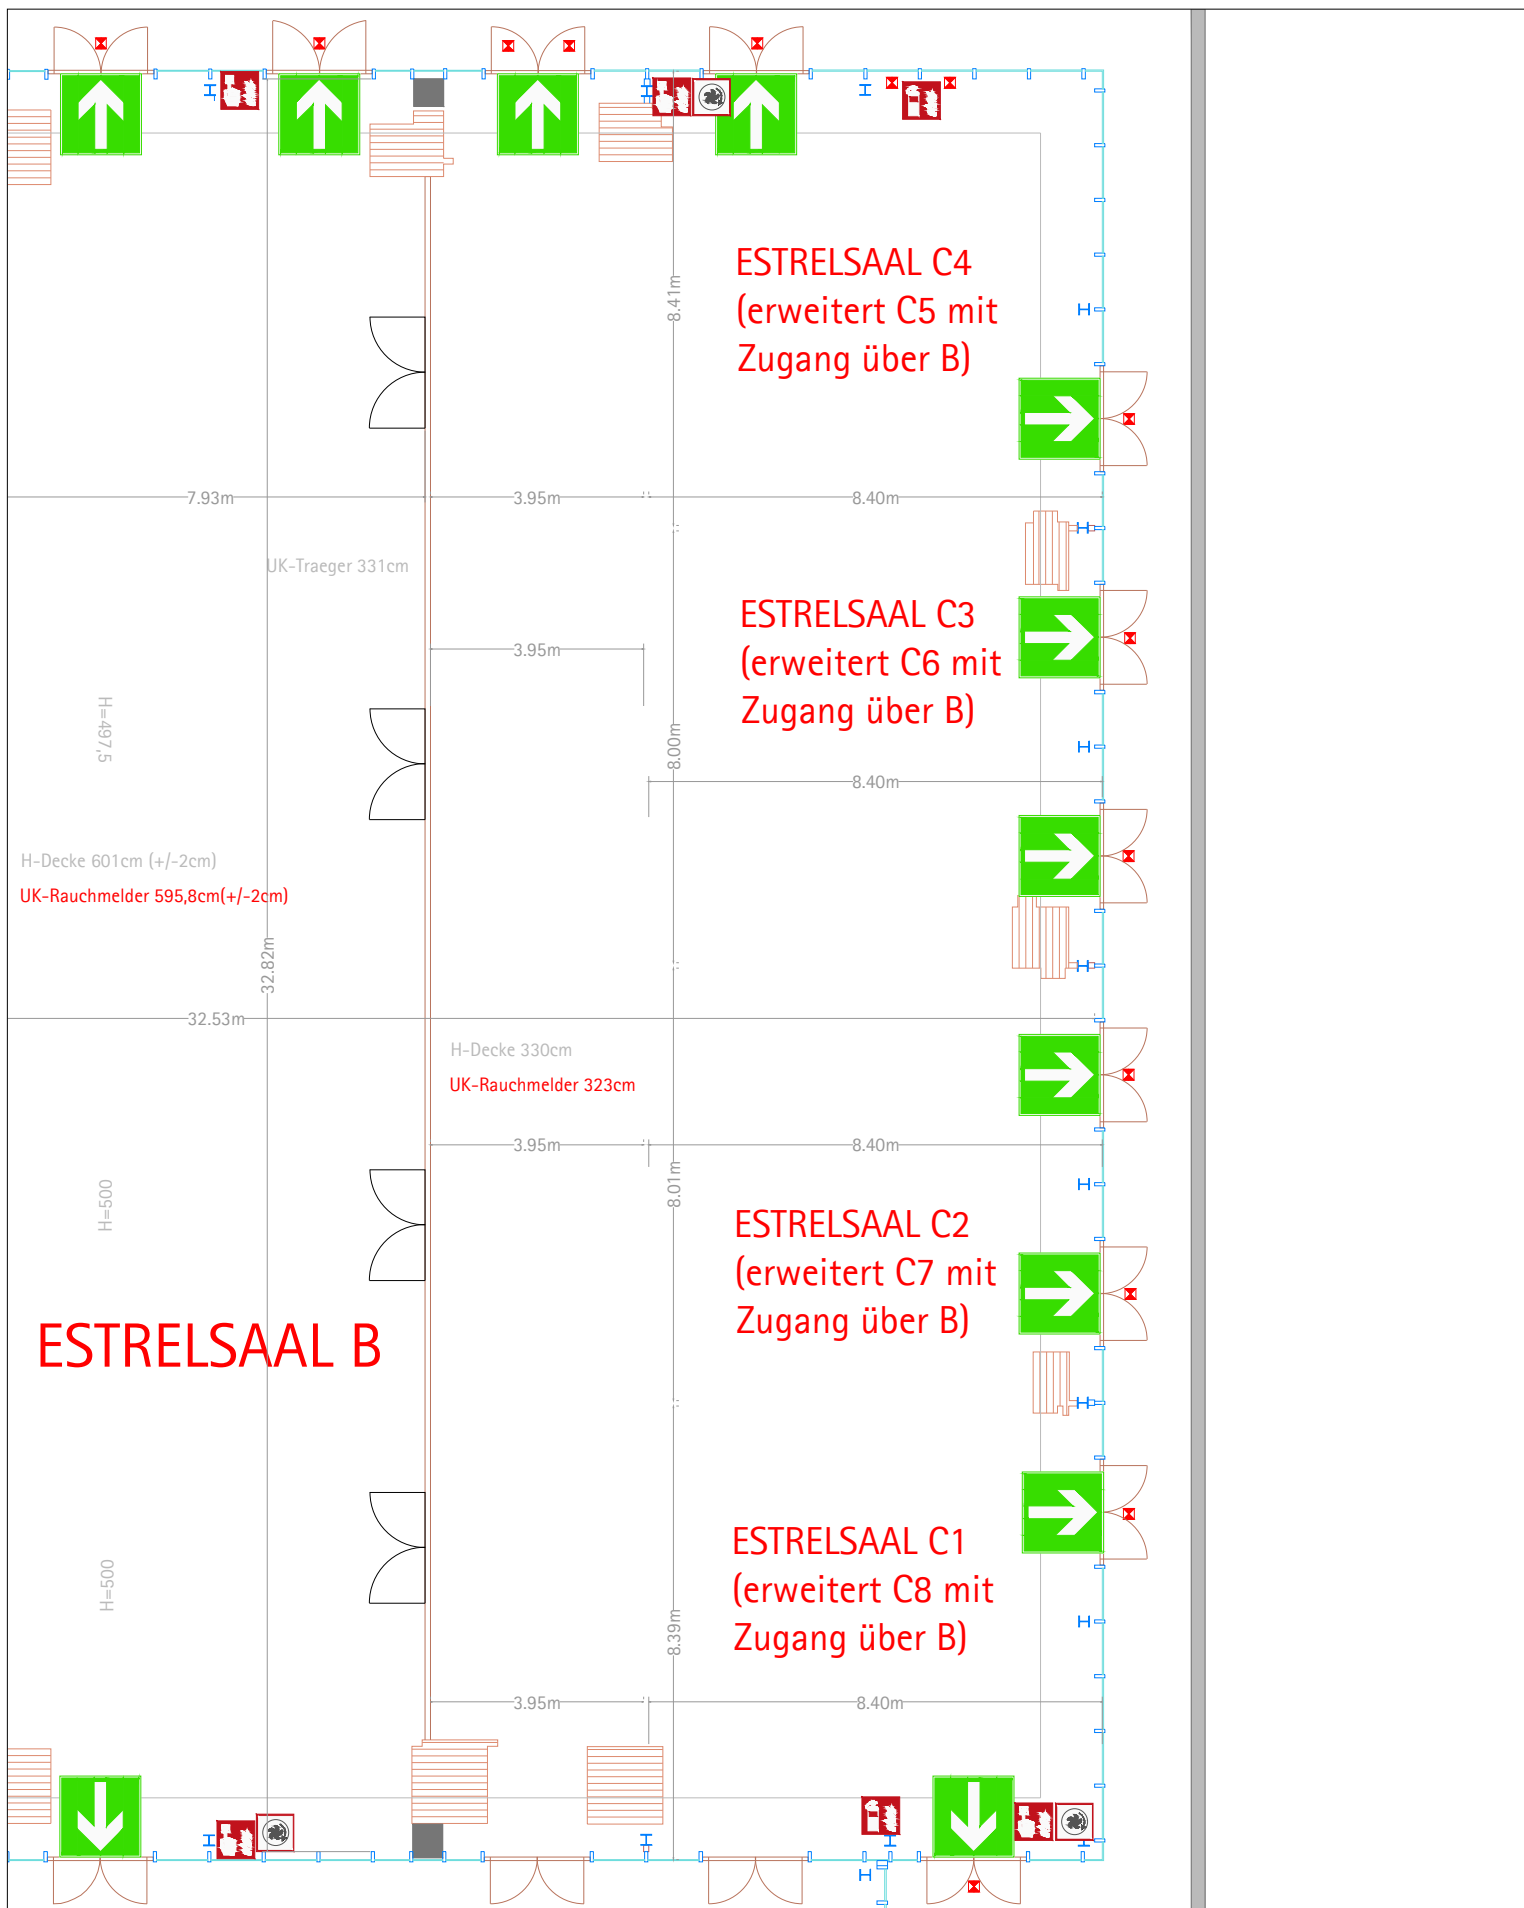 ESTRELSAAL C4
(erweitert C5 mit
Zugang über B)
8.41m
7.93m
3.95m
8.40m
UK-Traeger 331cm
ESTRELSAAL C3
(erweitert C6 mit
Zugang über B)
3.95m
H=497,5
8.00m
8.40m
H-Decke 601cm (+/-2cm)
UK-Rauchmelder 595,8cm(+/-2cm)
32.82m
32.53m
H-Decke 330cm
UK-Rauchmelder 323cm
3.95m
8.40m
H=500
8.01m
ESTRELSAAL C2
(erweitert C7 mit
Zugang über B)
ESTRELSAAL B
ESTRELSAAL C1
(erweitert C8 mit
Zugang über B)
H=500
8.39m
3.95m
8.40m